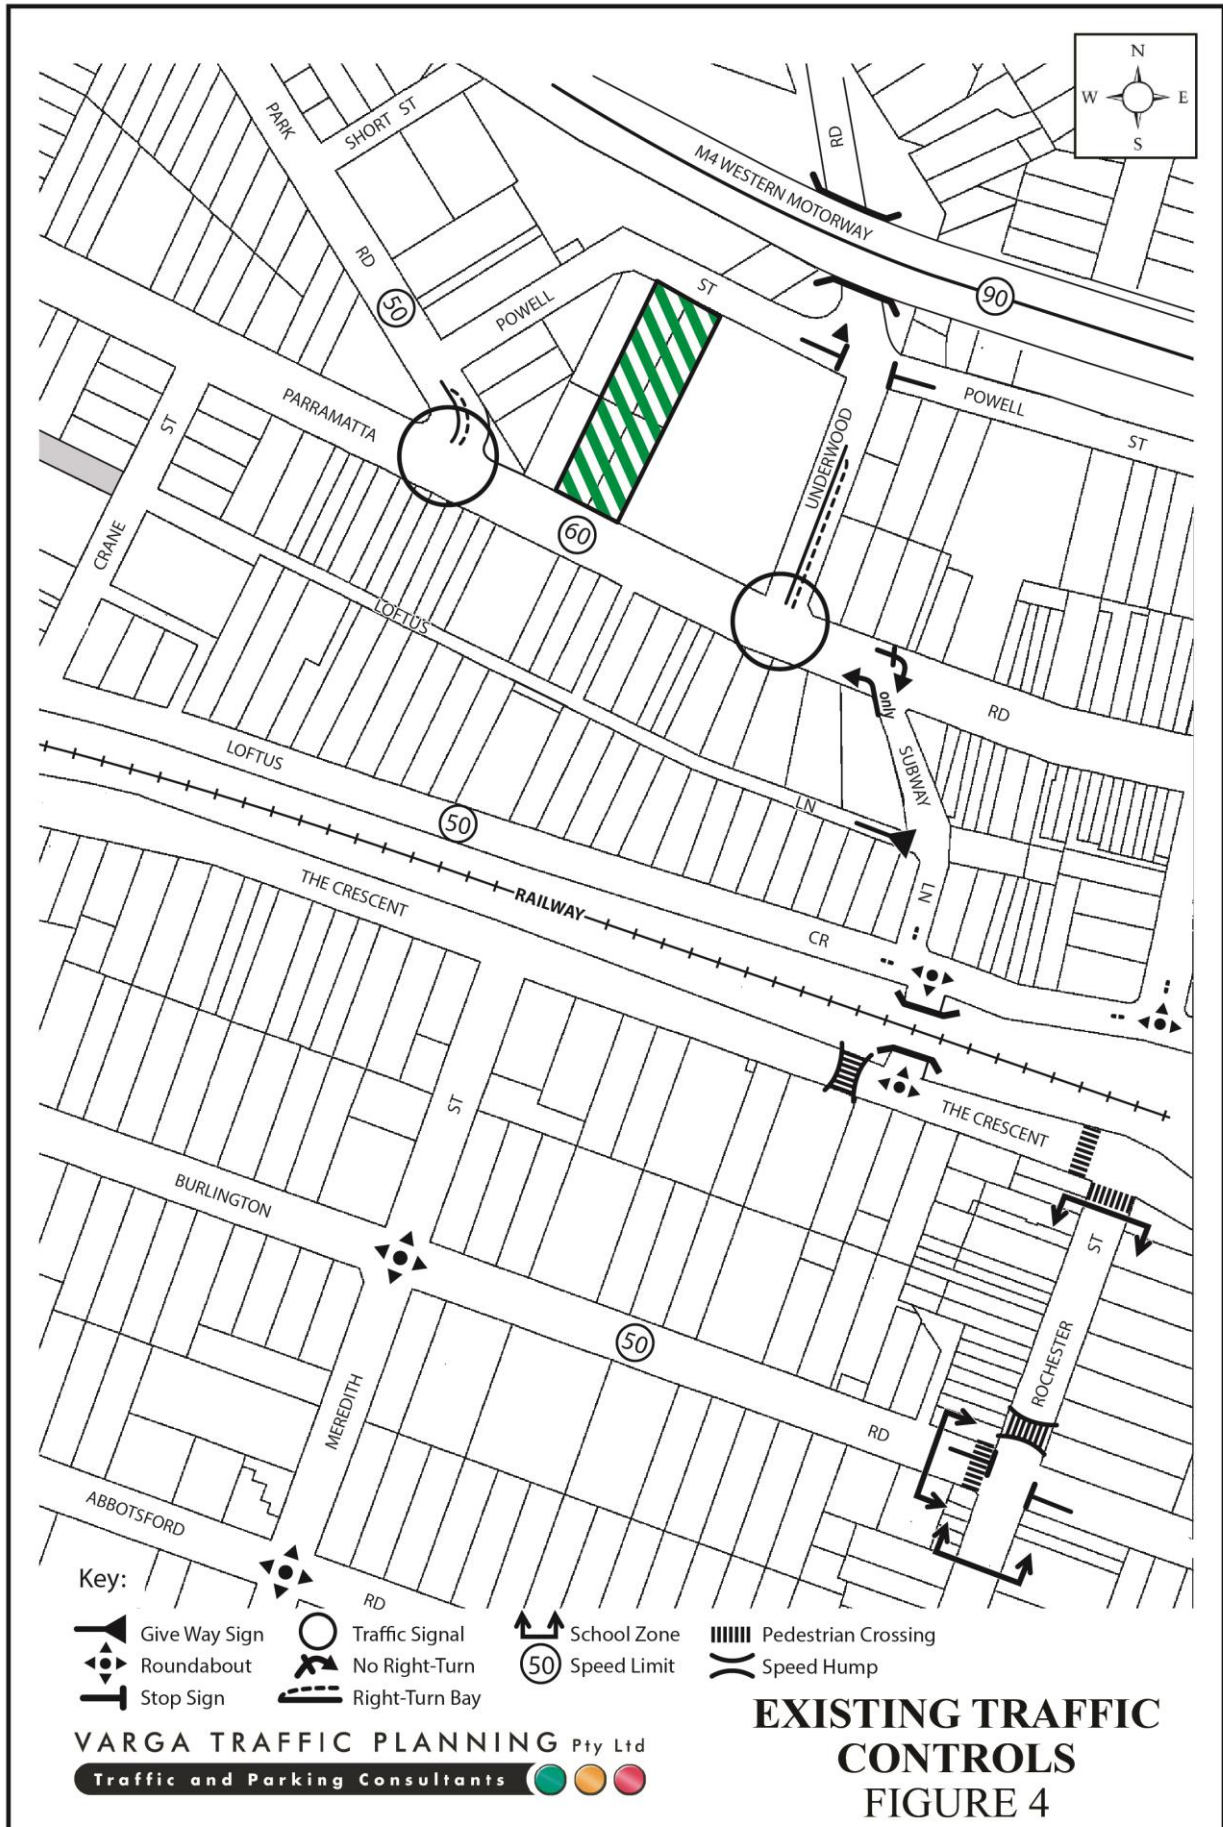 N
W E
S
PARK
SHORT ST
RD
M4 WESTERN MOTORWAY
RD
50
POWELL
ST
90
PARRAMATTA
ST
POWELL
ST
UNDERWOOD
60
CRANE
LOFTUS
only
RD
SUBWAY
LOFTUS
LN
50
THE CRESCENT
RAILWAY
LN
CR
ST
THE CRESCENT
BURLINGTON
ST
50
ROCHESTER
MEREDITH
RD
ABBOTSFORD
RD
Key:
Give Way Sign
Traffic Signal
School Zone
Pedestrian Crossing
Roundabout
No Right-Turn
50 Speed Limit
Speed Hump
Stop Sign
Right-Turn Bay
VARGA TRAFFIC PLANNING Pty Ltd
Traffic and Parking Consultants
EXISTING TRAFFIC
CONTROLS
FIGURE 4